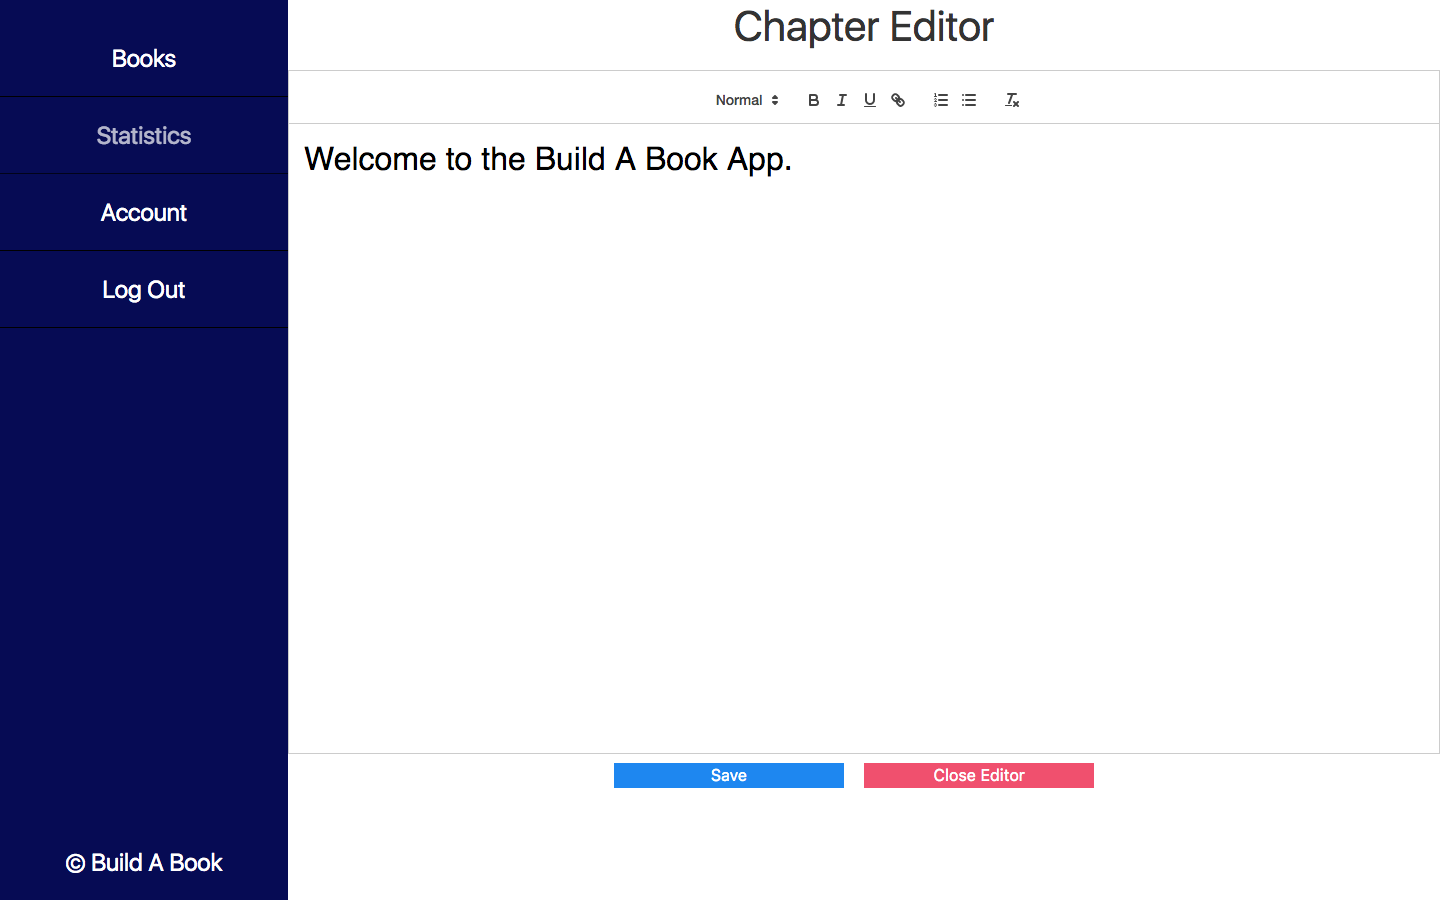 Books
Statistics
Account
Log Out
© Build A Book
Chapter Editor
Normal B I U
Welcome to the Build A Book App.
Save Close Editor